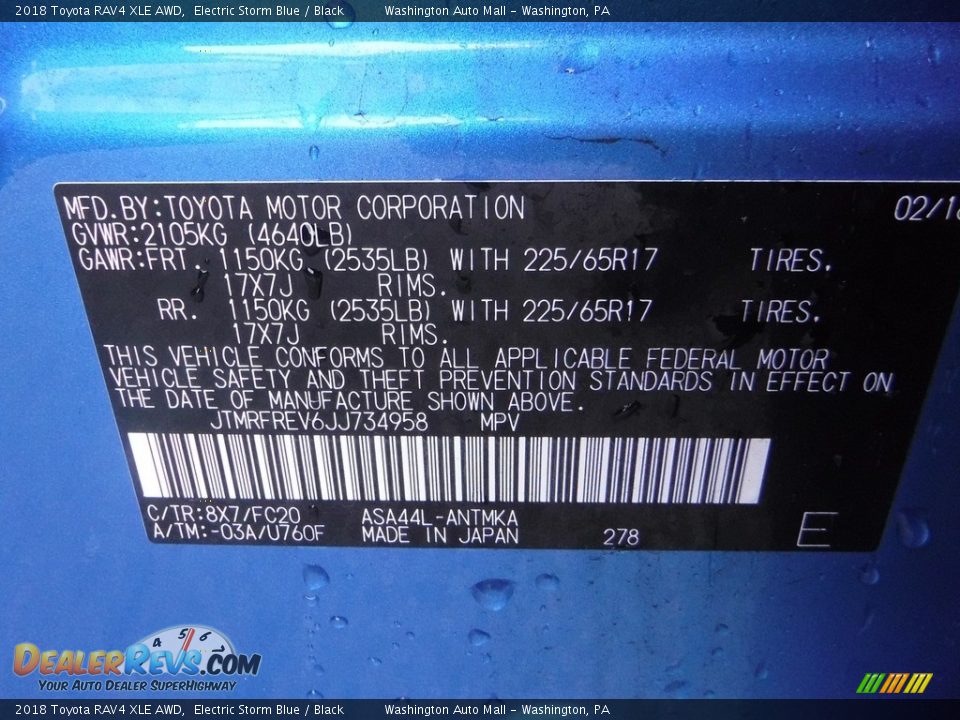 2018 Toyota RAV4 XLE AWD, Electric Storm Blue / Black Washington Auto Mall - Washington, PA
MFD.BY:TOYOTA MOTOR CORPORATION 02/18
GVWR:2105KG (4640LB)
GAWR:FRT. 1150KG (2535LB) WITH 225/65R17 TIRES.
17X7J RIMS.
RR. 1150KG (2535LB) WITH 225/65R17 TIRES.
17X7J RIMS.
THIS VEHICLE CONFORMS TO ALL APPLICABLE FEDERAL MOTOR
VEHICLE SAFETY AND THEFT PREVENTION STANDARDS IN EFFECT ON
THE DATE OF MANUFACTURE SHOWN ABOVE.
JTMRFREV6JJ734958 MPV
C/TR:8X7/FC20 ASA44L-ANTMKA
A/TM:-03A/U760F MADE IN JAPAN 278 E
4 5 6
DealerRevs.com
Your Auto Dealer SuperHighway
2018 Toyota RAV4 XLE AWD, Electric Storm Blue / Black Washington Auto Mall - Washington, PA